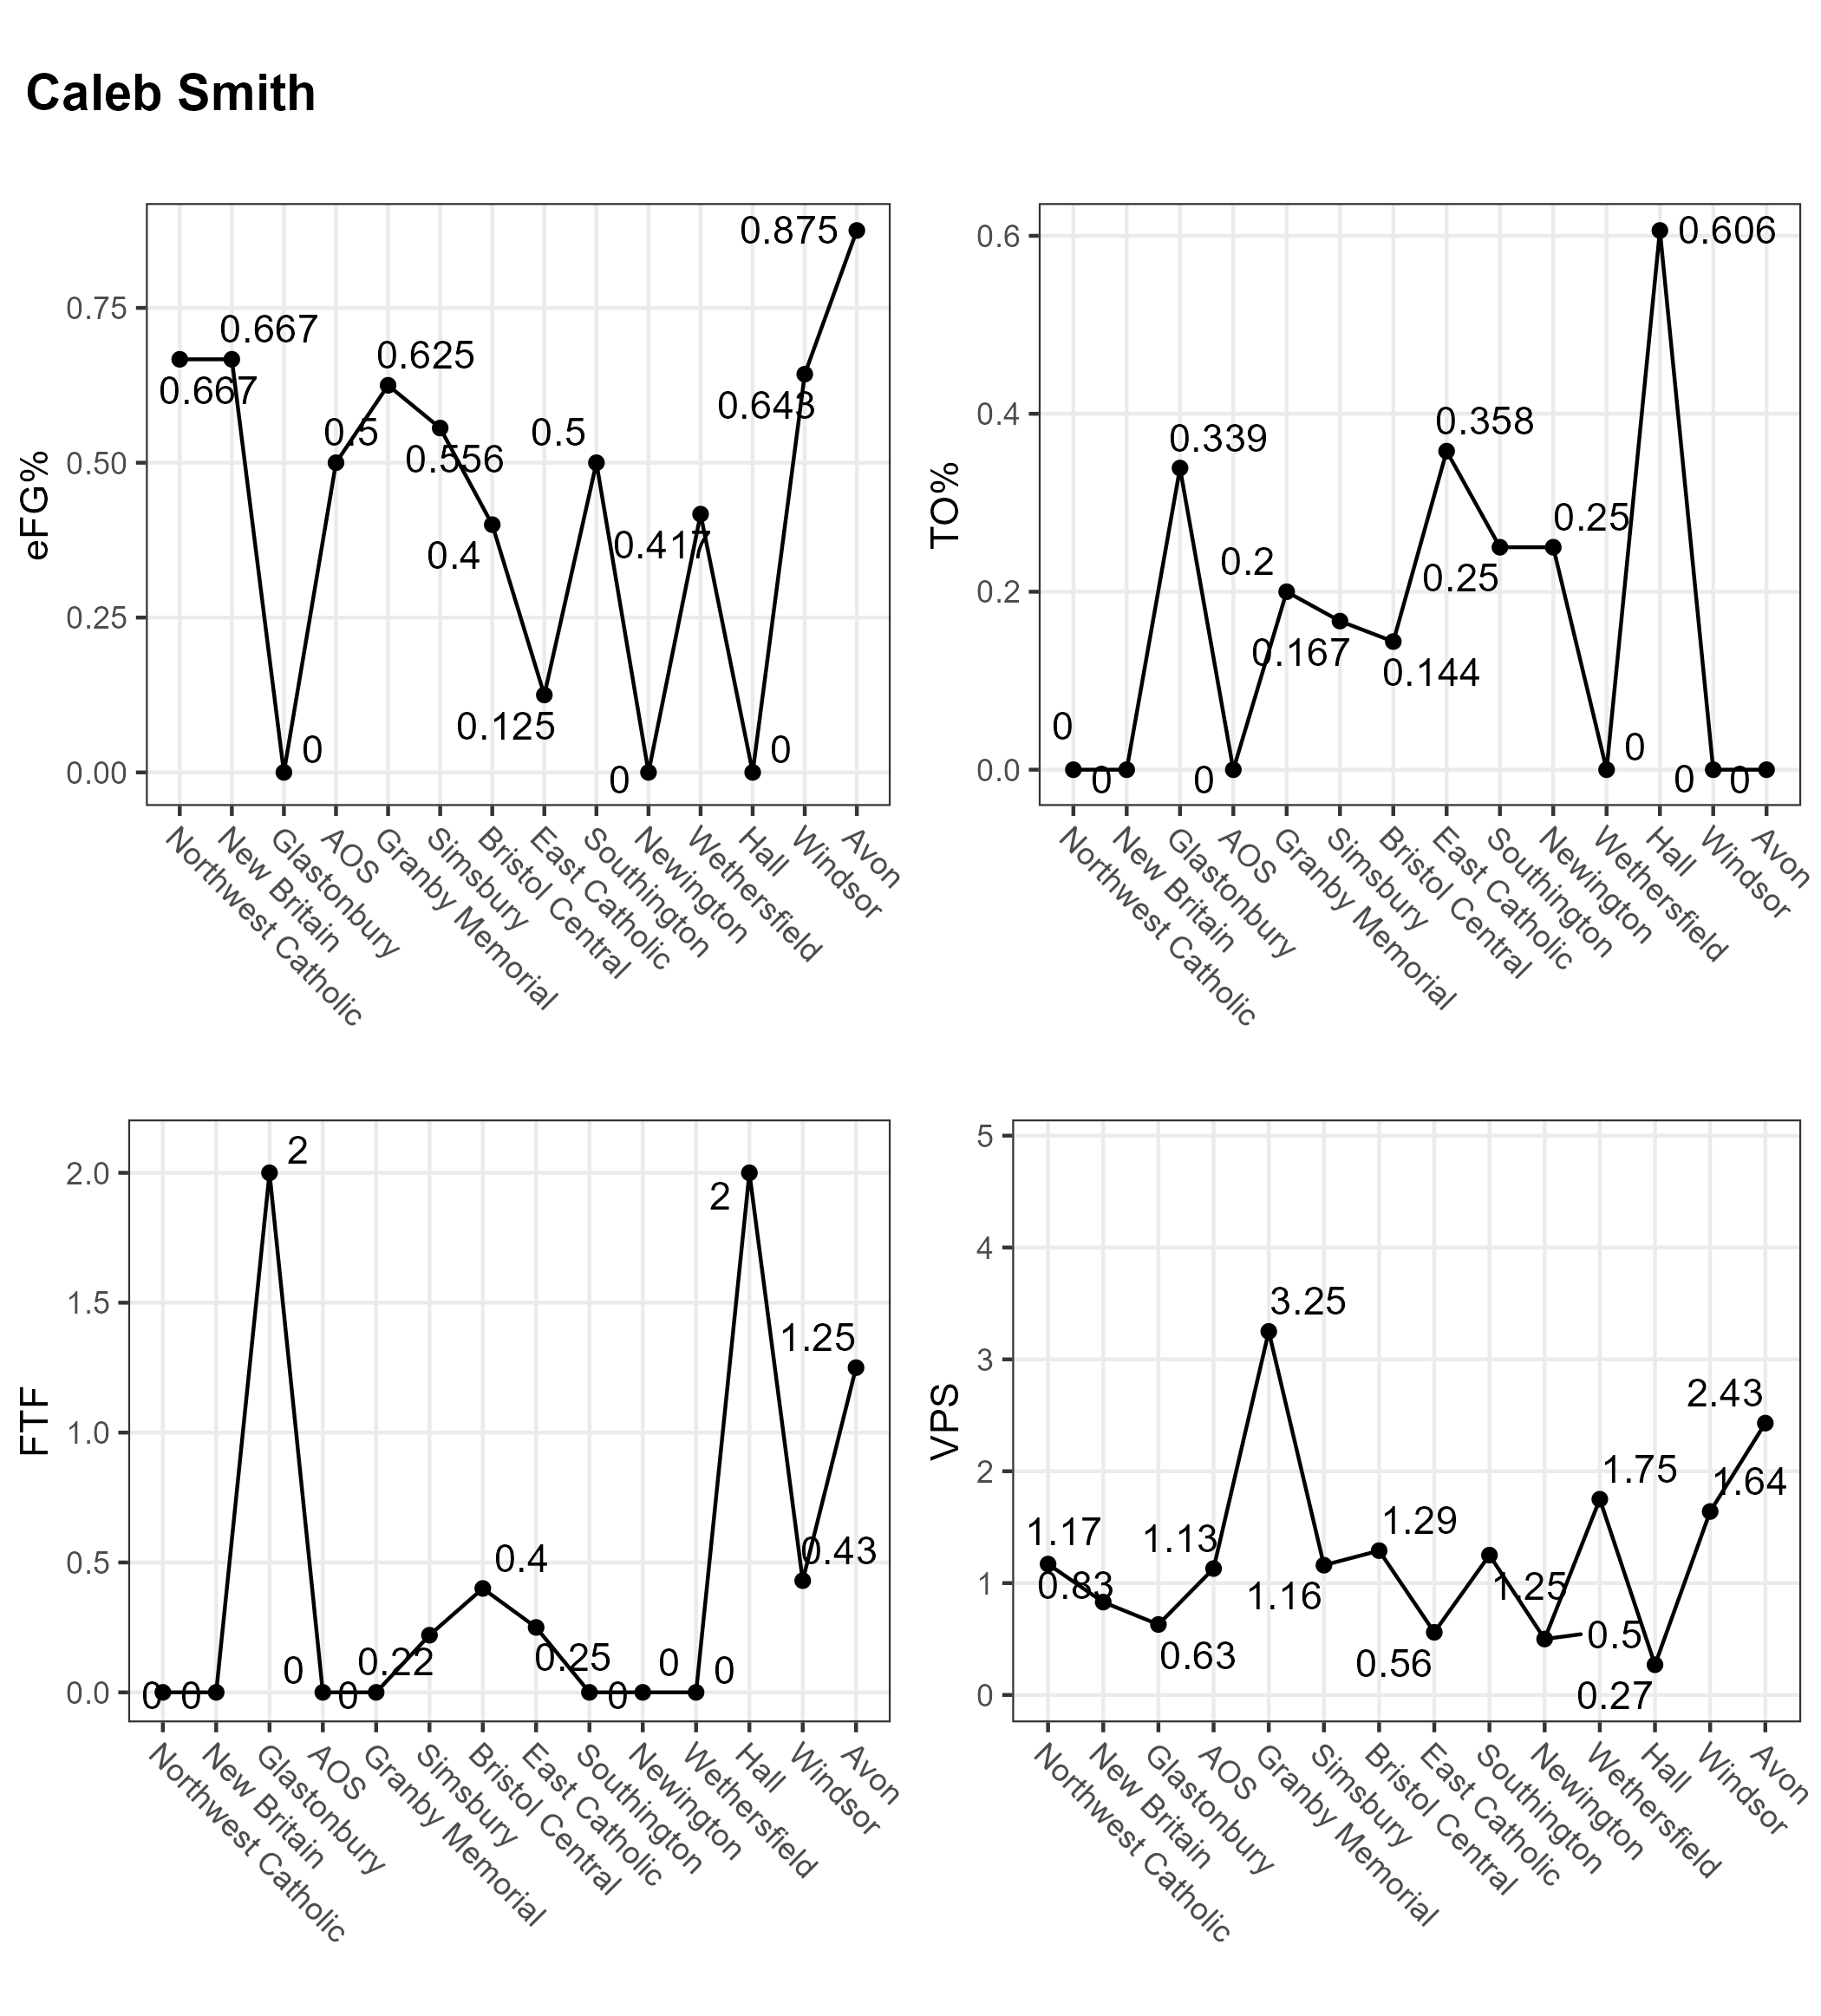 Caleb Smith
eFG%
0.75
0.50
0.25
0.00
0.667
0.667
0
0.5
0.625
0.556
0.4
0.125
0.5
0
0.417
0
0.643
0.875
Northwest Catholic
New Britain
Glastonbury
AOS
Granby Memorial
Simsbury
Bristol Central
East Catholic
Southington
Newington
Wethersfield
Hall
Windsor
Avon
TO%
0.6
0.4
0.2
0.0
0
0
0.339
0
0.2
0.167
0.144
0.358
0.25
0.25
0
0.606
0
0
Northwest Catholic
New Britain
Glastonbury
AOS
Granby Memorial
Simsbury
Bristol Central
East Catholic
Southington
Newington
Wethersfield
Hall
Windsor
Avon
FTF
2.0
1.5
1.0
0.5
0.0
0
0
2
0
0
0.22
0.4
0.25
0
0
0
2
0.43
1.25
Northwest Catholic
New Britain
Glastonbury
AOS
Granby Memorial
Simsbury
Bristol Central
East Catholic
Southington
Newington
Wethersfield
Hall
Windsor
Avon
VPS
5
4
3
2
1
0
1.17
0.83
0.63
1.13
3.25
1.16
1.29
0.56
1.25
0.5
1.75
0.27
1.64
2.43
Northwest Catholic
New Britain
Glastonbury
AOS
Granby Memorial
Simsbury
Bristol Central
East Catholic
Southington
Newington
Wethersfield
Hall
Windsor
Avon